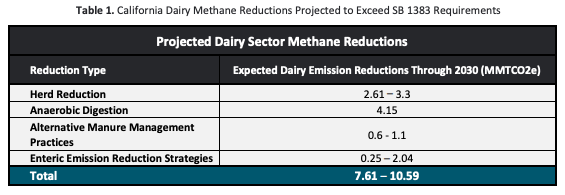 Table 1. California Dairy Methane Reductions Projected to Exceed SB 1383 Requirements
Projected Dairy Sector Methane Reductions
Reduction Type Expected Dairy Emission Reductions Through 2030 (MMTCO2e)
Herd Reduction 2.61 – 3.3
Anaerobic Digestion 4.15
Alternative Manure Management
Practices 0.6 - 1.1
Enteric Emission Reduction Strategies 0.25 – 2.04
Total 7.61 – 10.59